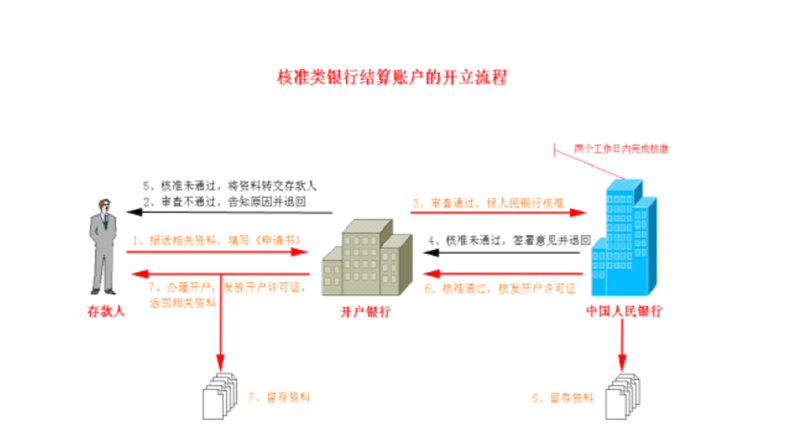 核准类银行结算账户的开立流程
两个工作日内完成核准
5、核准未通过，将资料转交存款人
2、审查不通过，告知原因并退回
3、审查通过，报人民银行核准
1、报送相关资料，填写《申请书》
4、核准未通过，签署意见并退回
7、办理开户，发放开户许可证，
返回相关资料
6、核准通过，核发开户许可证
存款人
开户银行
中国人民银行
7、留存资料
6、留存资料